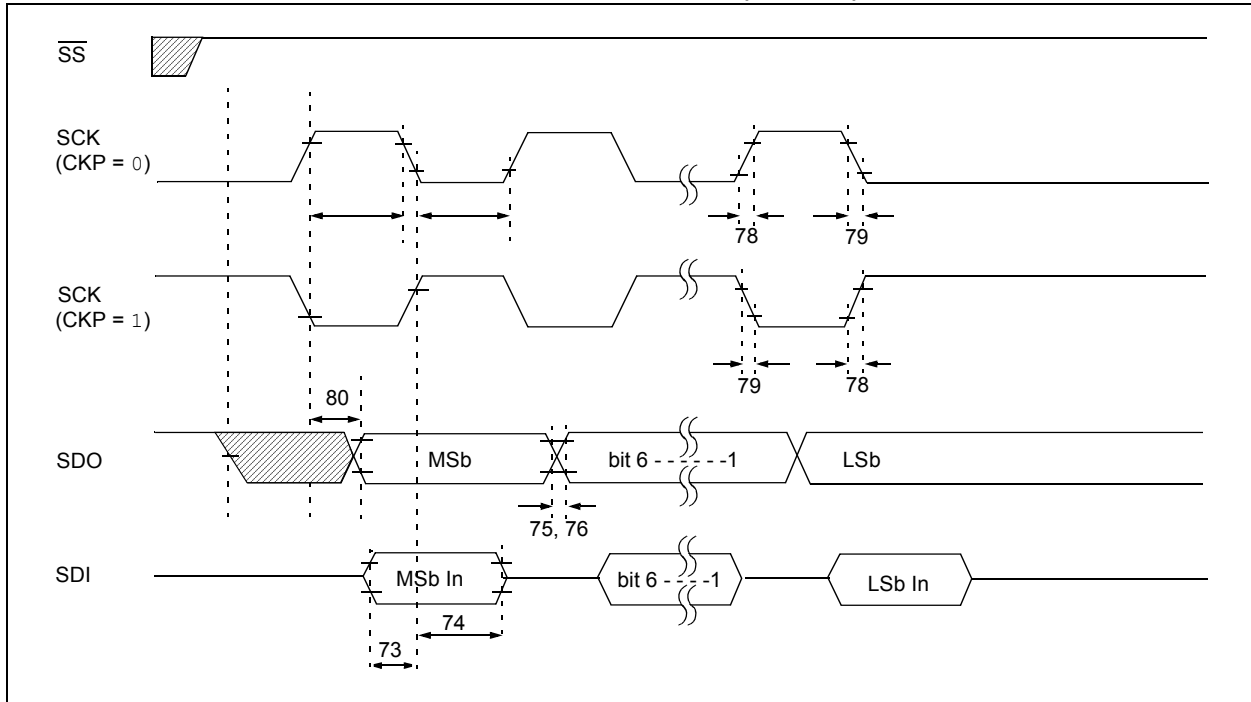 SS
SCK
(CKP = 0)
78
79
SCK
(CKP = 1)
79
78
80
SDO
MSb
bit 6 - - - - - -1
LSb
75, 76
SDI
MSb In
bit 6 - - - -1
LSb In
74
73